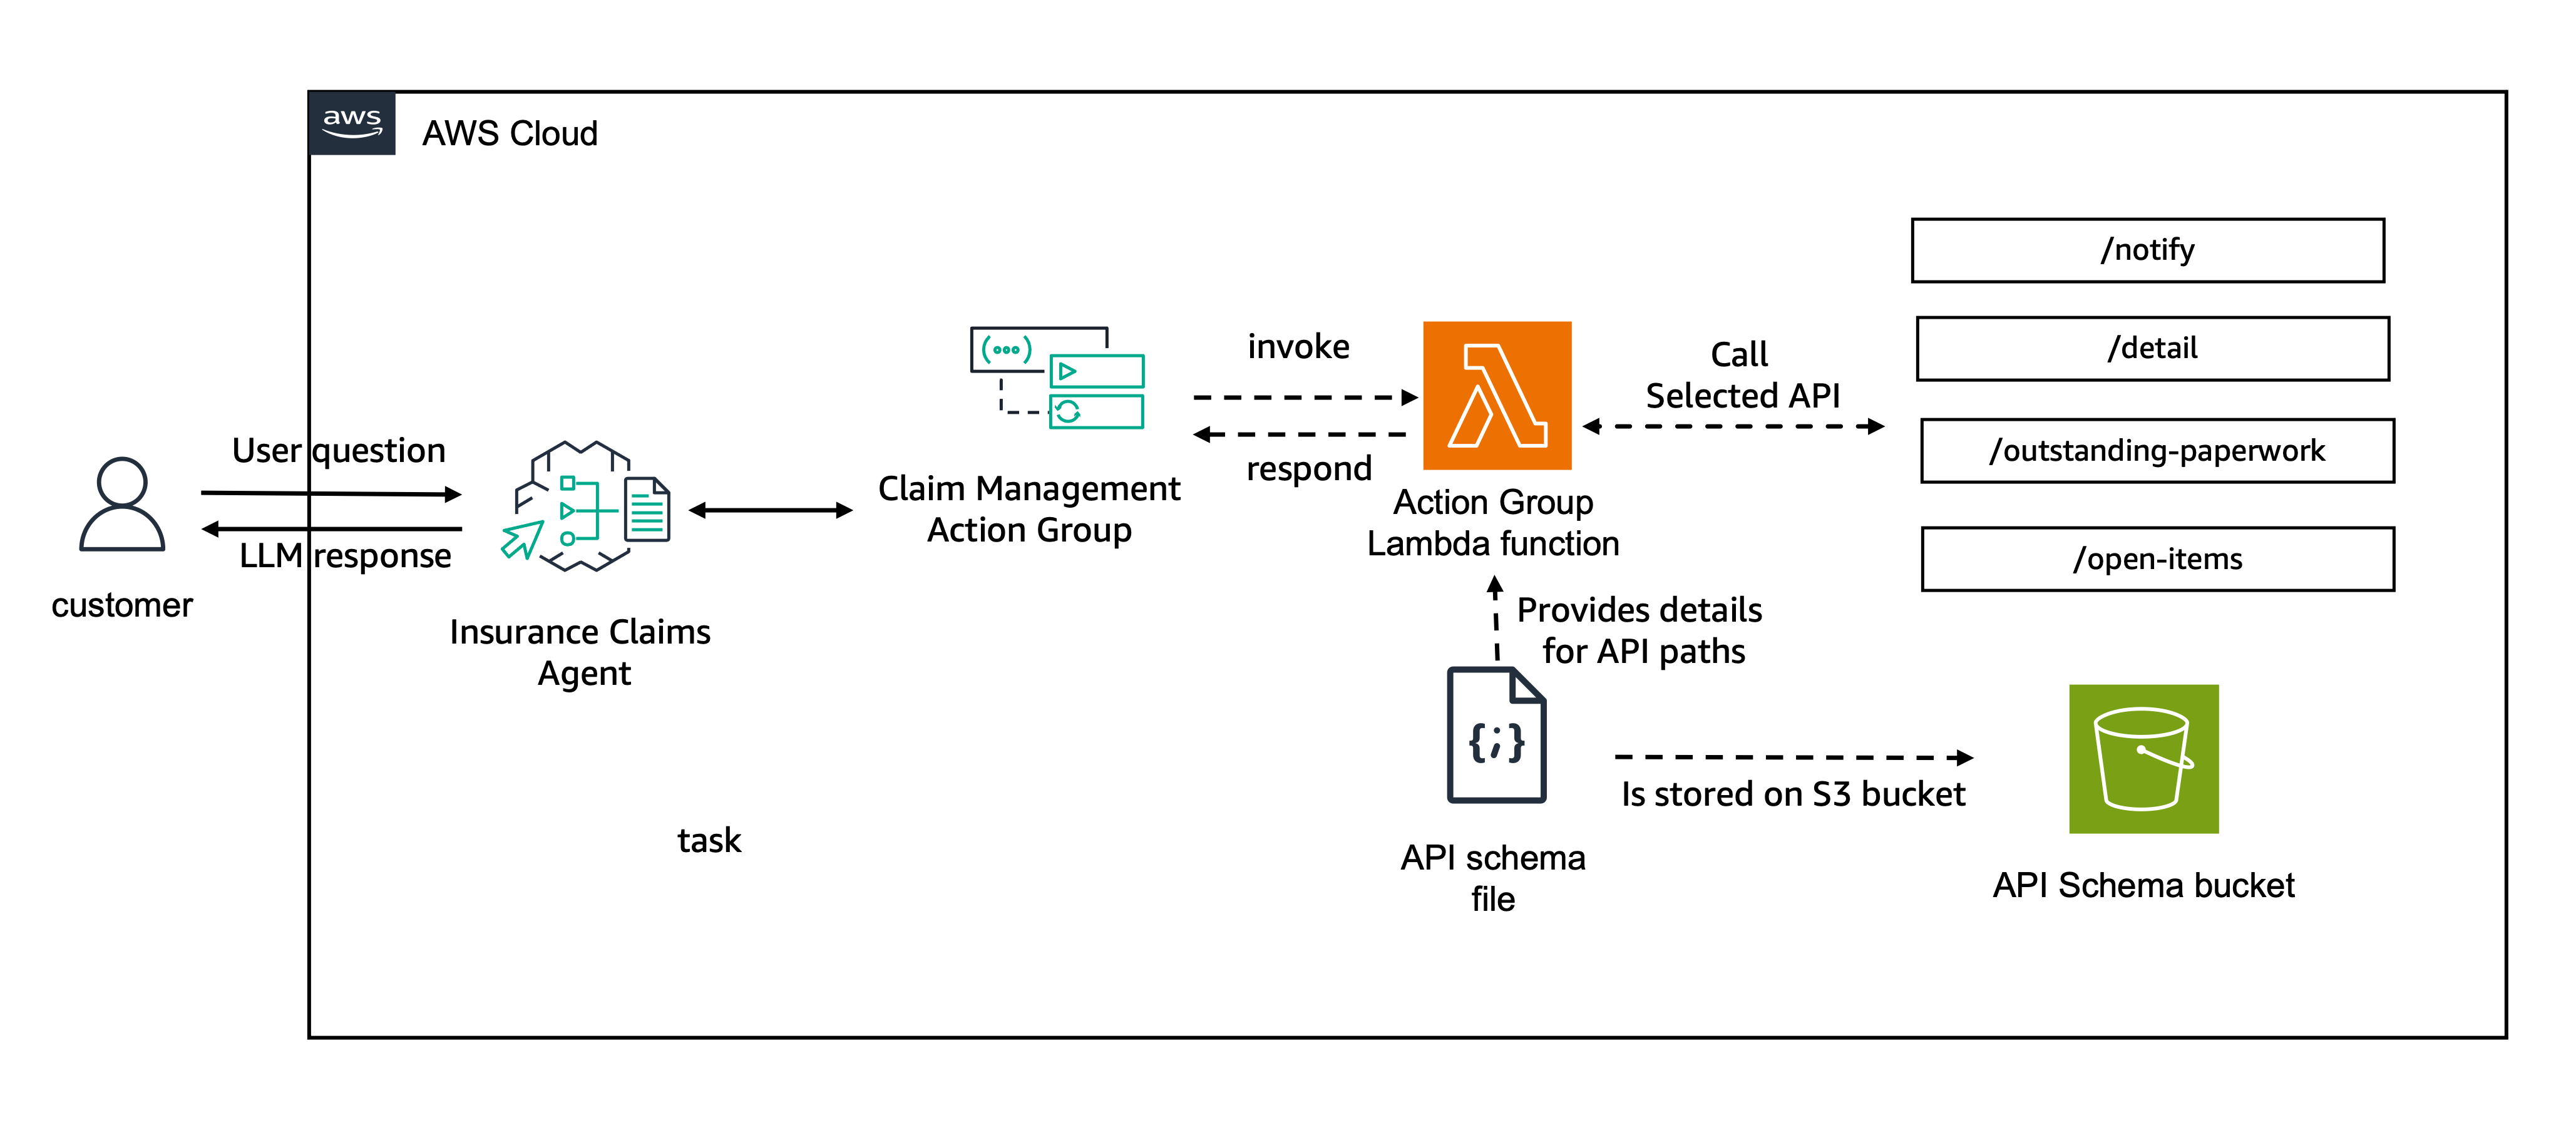 aws
AWS Cloud
/notify
/detail
/outstanding-paperwork
/open-items
invoke
respond
Call
Selected API
User question
LLM response
customer
Insurance Claims
Agent
Claim Management
Action Group
Action Group
Lambda function
Provides details
for API paths
{;}
Is stored on S3 bucket
API schema
file
API Schema bucket
task